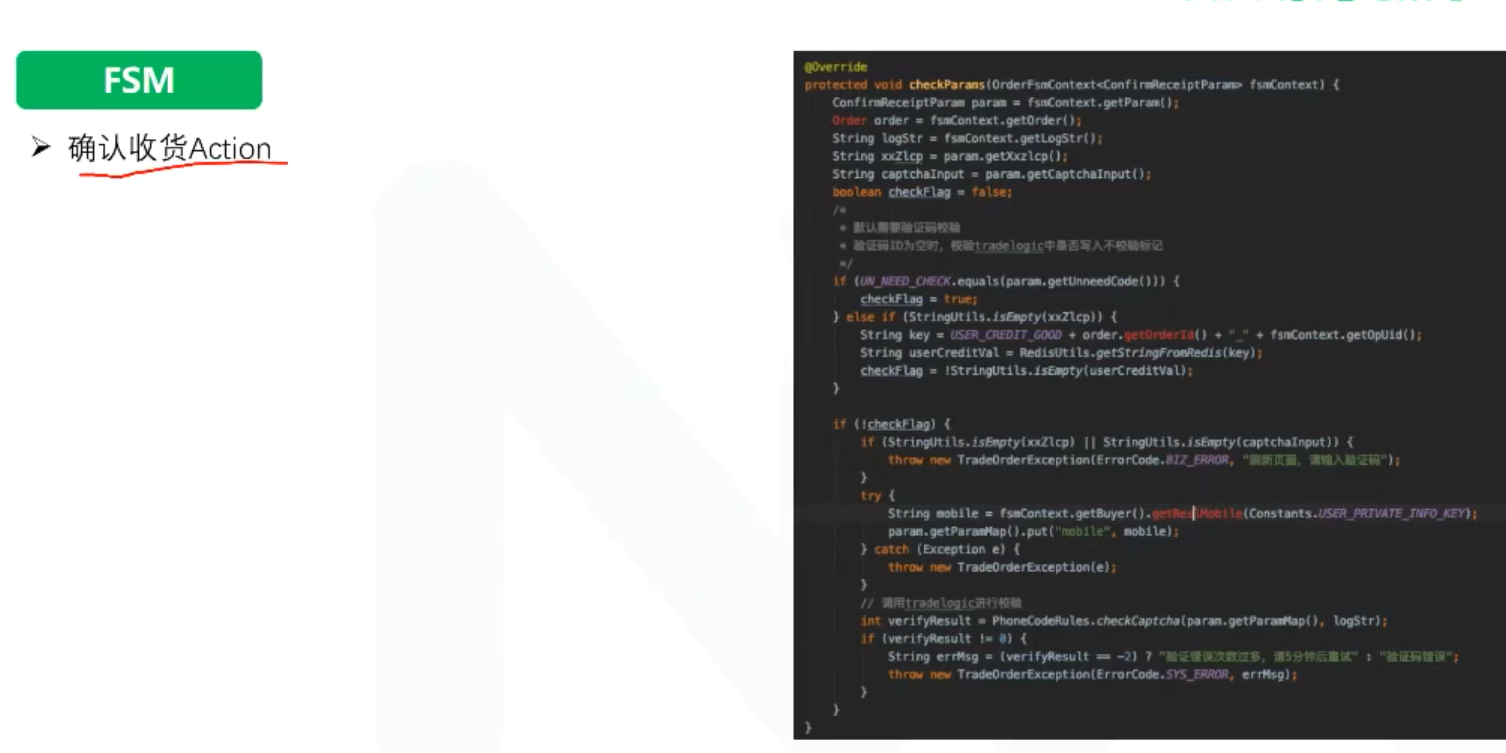 FSM
➤ 确认收货Action
@Override
protected void checkParams(OrderFsmContext<ConfirmReceiptParam> fsmContext) {
ConfirmReceiptParam param = fsmContext.getParam();
Order order = fsmContext.getOrder();
String logStr = fsmContext.getLogStr();
String xxZlcp = param.getXxzlcp();
String captchaInput = param.getCaptchaInput();
boolean checkFlag = false;
/*
* 默认需要验证码校验
* 验证码ID为空时，校验tradelogic中是否写入不校验标记
*/
if (UN_NEED_CHECK.equals(param.getUnneedCode())) {
checkFlag = true;
} else if (StringUtils.isEmpty(xxZlcp)) {
String key = USER_CREDIT_GOOD + order.getOrderId() + "_" + fsmContext.getOpUid();
String userCreditVal = RedisUtils.getStringFromRedis(key);
checkFlag = !StringUtils.isEmpty(userCreditVal);
}
if (!checkFlag) {
if (StringUtils.isEmpty(xxZlcp) || StringUtils.isEmpty(captchaInput)) {
throw new TradeOrderException(ErrorCode.BIZ_ERROR, "刷新页面，请输入验证码");
}
try {
String mobile = fsmContext.getBuyer().getRealMobile(Constants.USER_PRIVATE_INFO_KEY);
param.getParamMap().put("mobile", mobile);
} catch (Exception e) {
throw new TradeOrderException(e);
}
// 调用tradelogic进行校验
int verifyResult = PhoneCodeRules.checkCaptcha(param.getParamMap(), logStr);
if (verifyResult != 0) {
String errMsg = (verifyResult == -2) ? "验证错误次数过多，请5分钟后重试" : "验证码错误";
throw new TradeOrderException(ErrorCode.SYS_ERROR, errMsg);
}
}
}